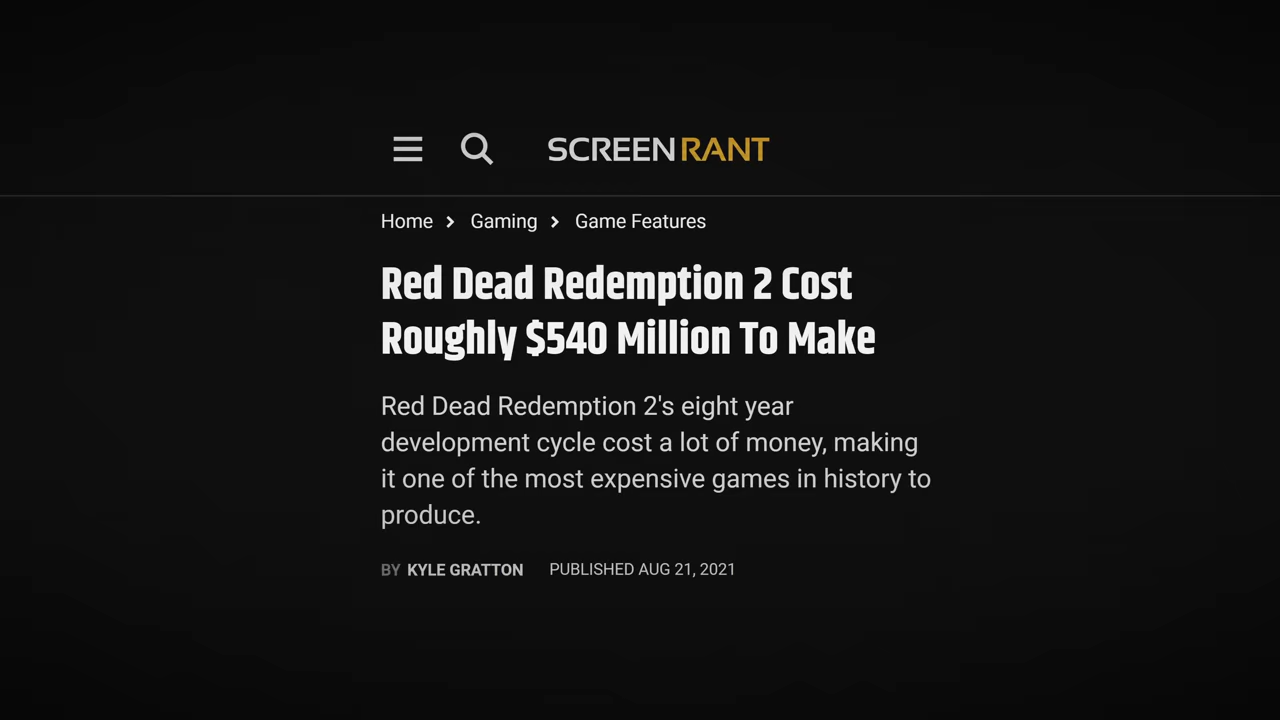 SCREENRANT
Home > Gaming > Game Features
Red Dead Redemption 2 Cost
Roughly $540 Million To Make
Red Dead Redemption 2's eight year
development cycle cost a lot of money, making
it one of the most expensive games in history to
produce.
BY KYLE GRATTON PUBLISHED AUG 21, 2021